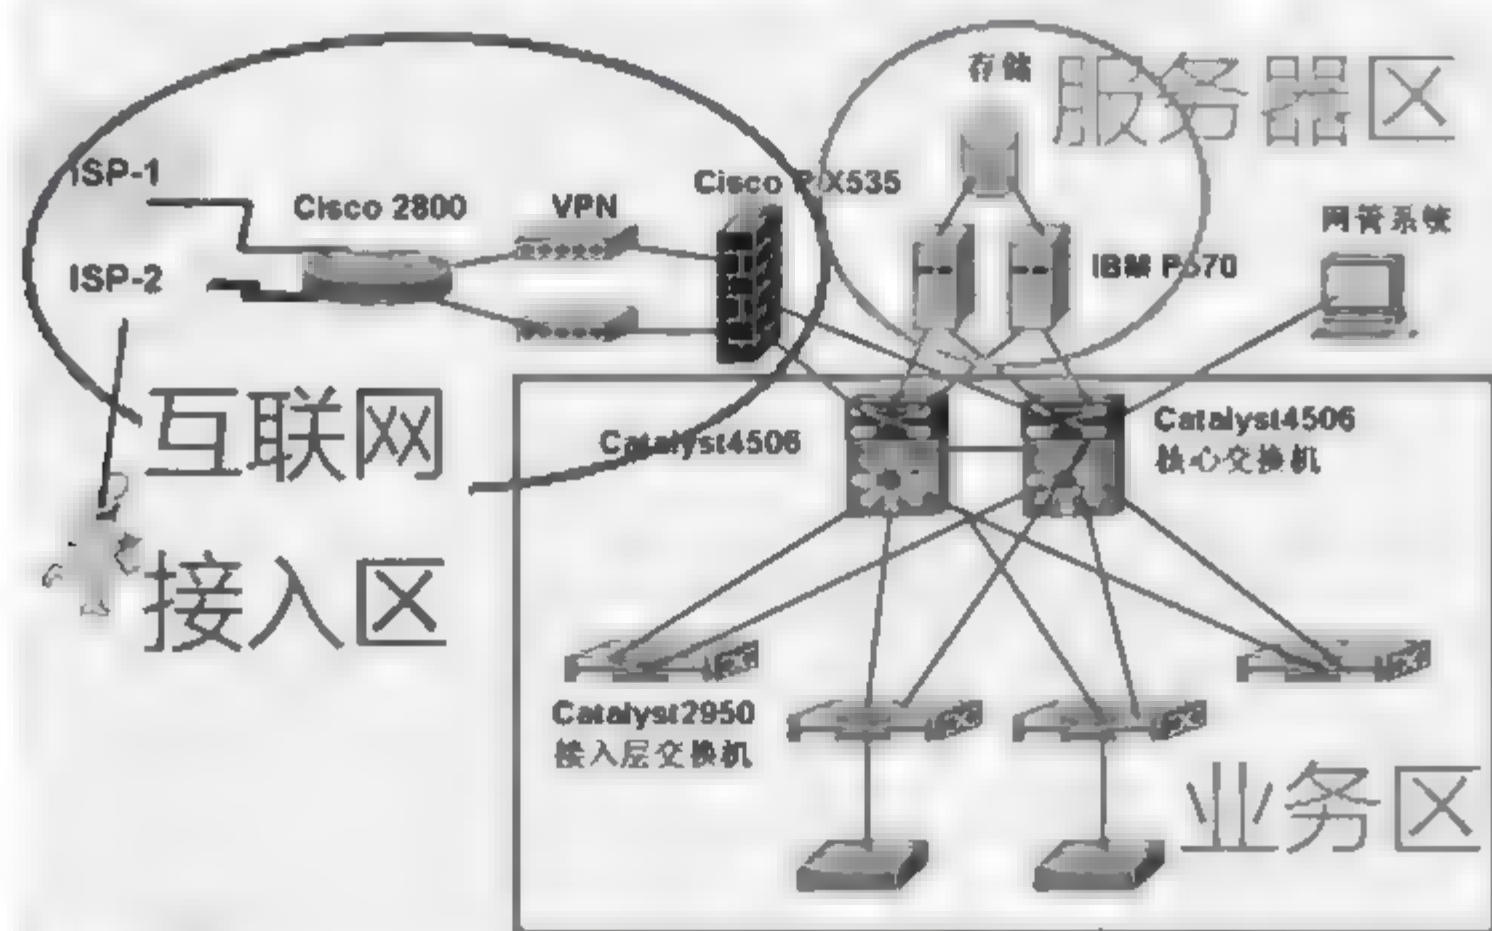 存储
服务器区
ISP-1
Cisco 2800
VPN
Cisco PIX535
网管系统
ISP-2
IBM P570
互联网
接入区
Catalyst4506
Catalyst4506
核心交换机
Catalyst2950
接入层交换机
业务区